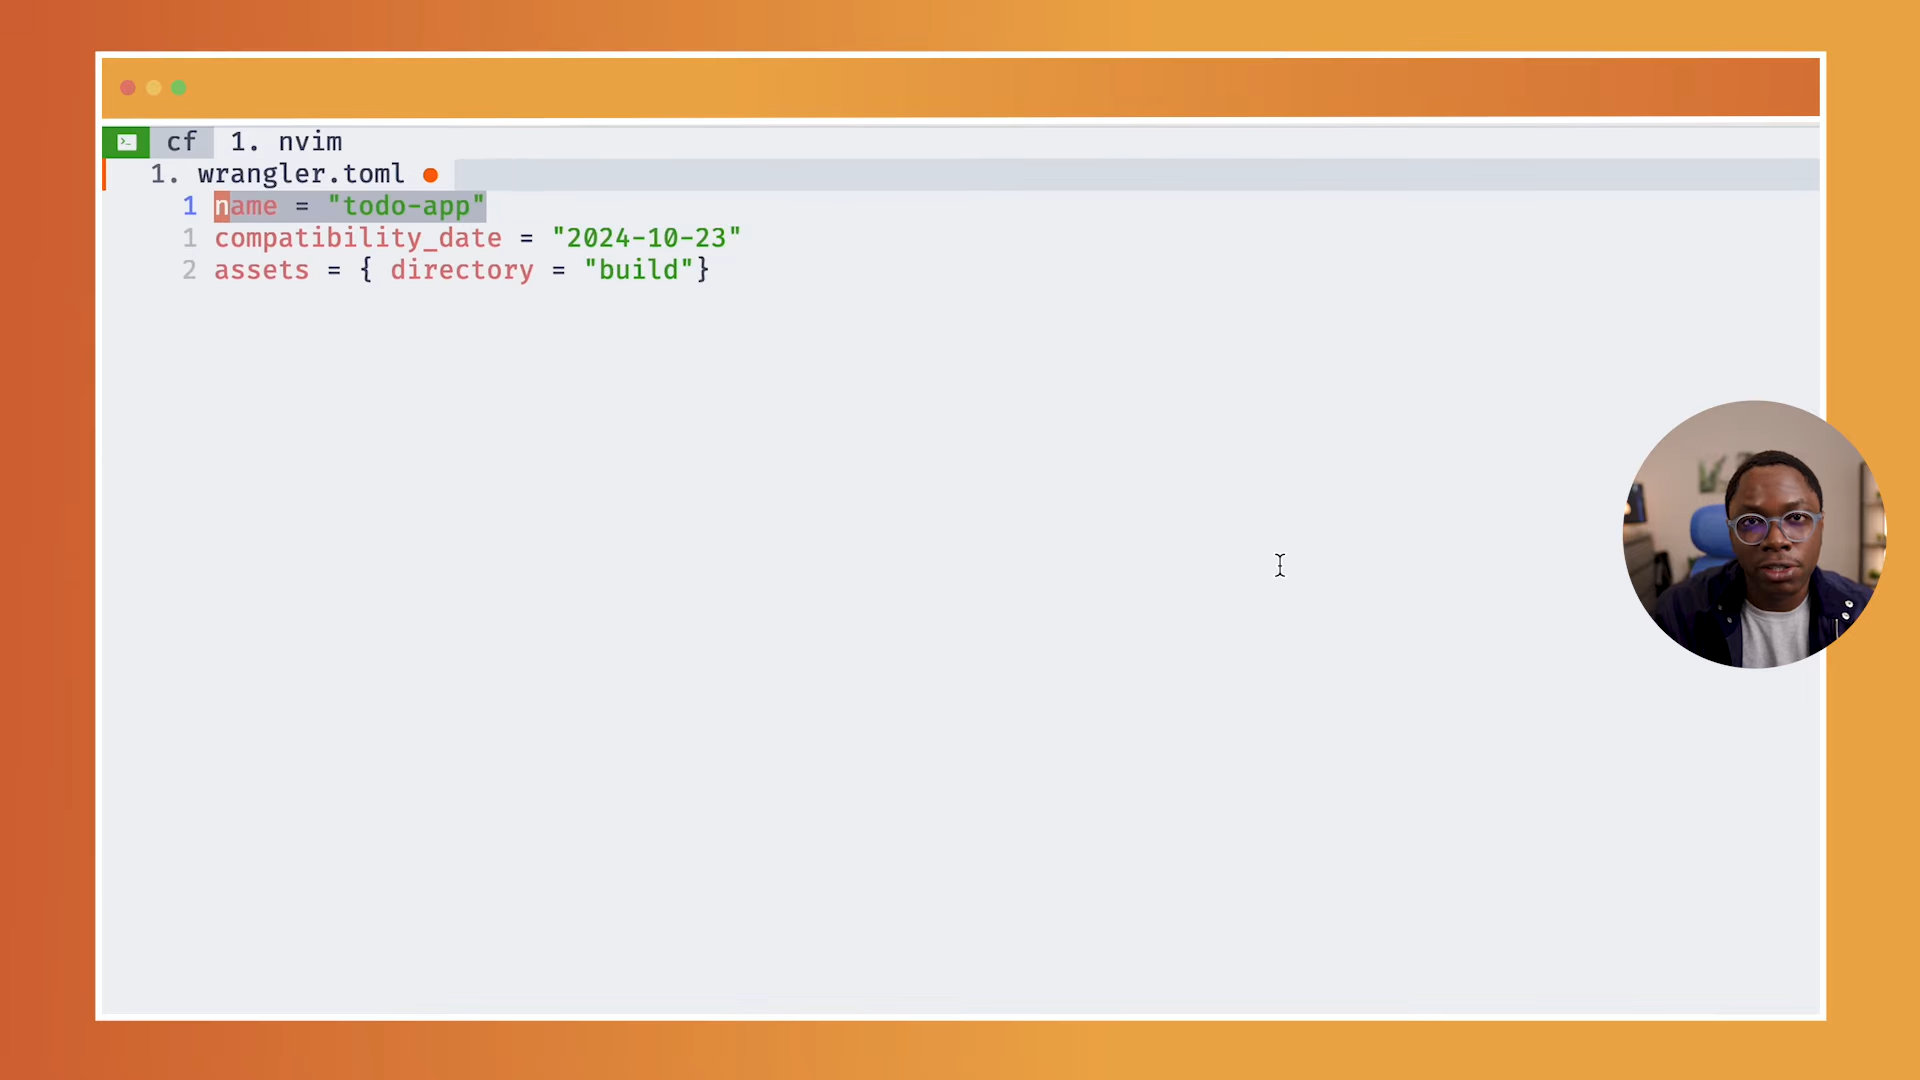 cf 1. nvim
1. wrangler.toml
1 name = "todo-app"
1 compatibility_date = "2024-10-23"
2 assets = { directory = "build"}